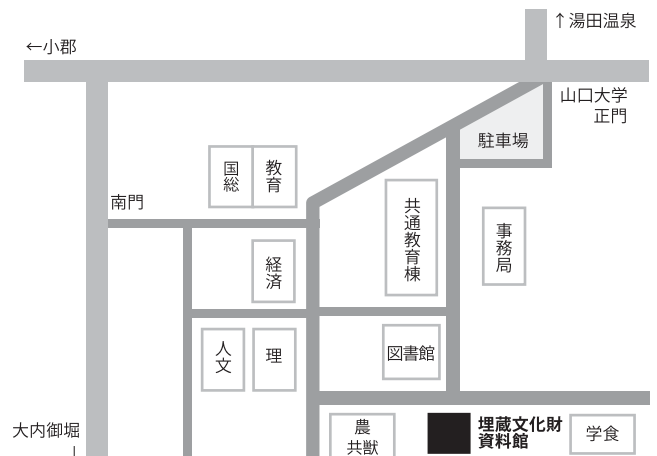 ↑湯田温泉
←小郡
山口大学
正門
駐車場
国総
教育
南門
共通教育棟
事務局
経済
人文
理
図書館
大内御堀
↓
農
共獣
埋蔵文化財
資料館
学食